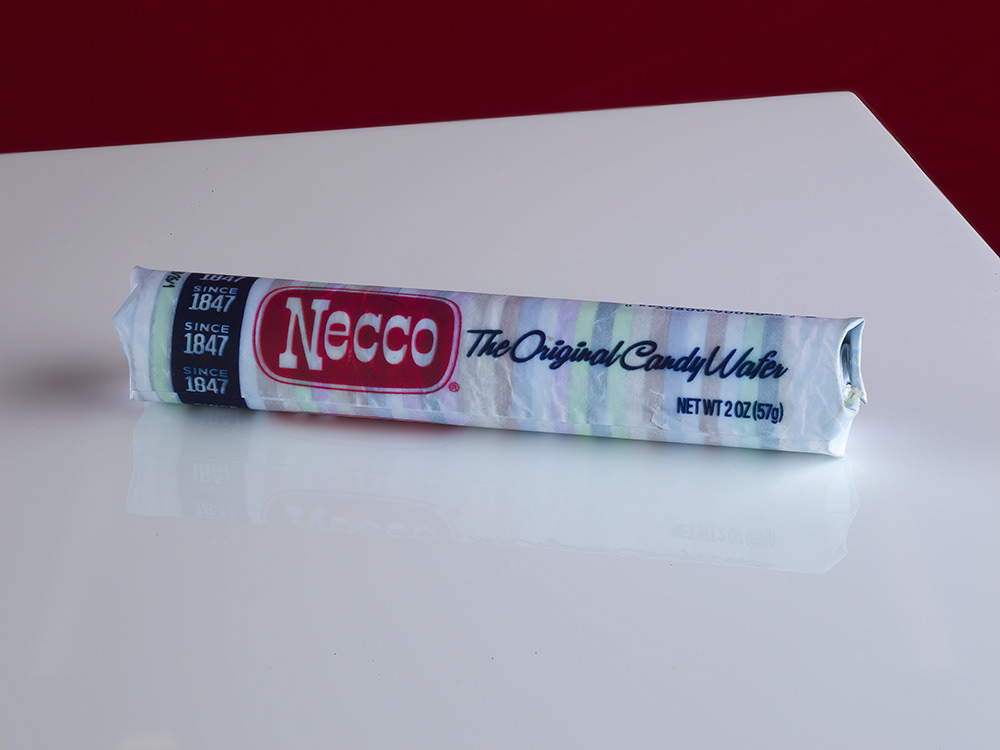 1847
SINCE
1847
SINCE
1847
SINCE
1847
Necco®
The Original Candy Wafer
NET WT 2 OZ (57g)